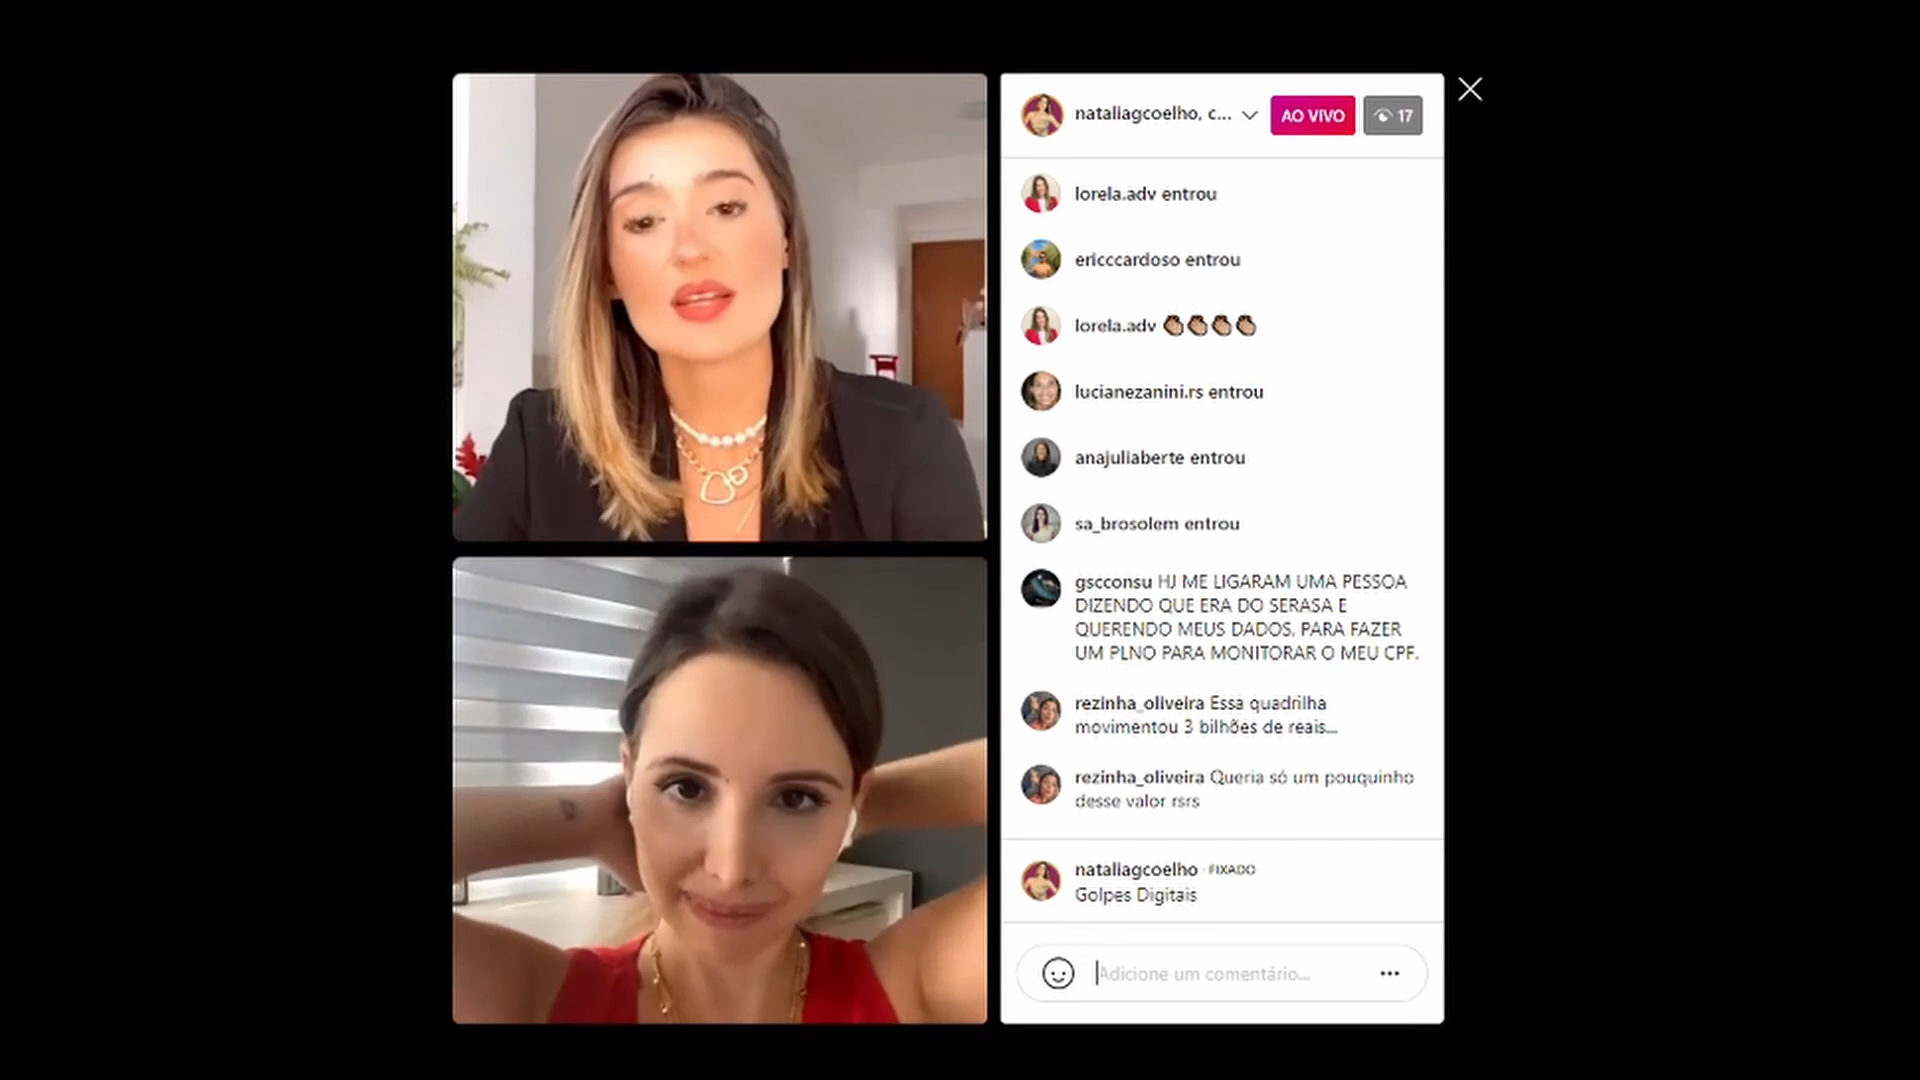 nataliagcoelho, c...
AO VIVO
17
lorela.adv entrou
ericccardoso entrou
lorela.adv 👏🏼👏🏼👏🏼👏🏼
lucianezanini.rs entrou
anajuliaberte entrou
sa_brosolem entrou
gscconsu HJ ME LIGARAM UMA PESSOA
DIZENDO QUE ERA DO SERASA E
QUERENDO MEUS DADOS, PARA FAZER
UM PLNO PARA MONITORAR O MEU CPF.
rezinha_oliveira Essa quadrilha
movimentou 3 bilhões de reais...
rezinha_oliveira Queria só um pouquinho
desse valor rsrs
nataliagcoelho · FIXADO
Golpes Digitais
Adicione um comentário...